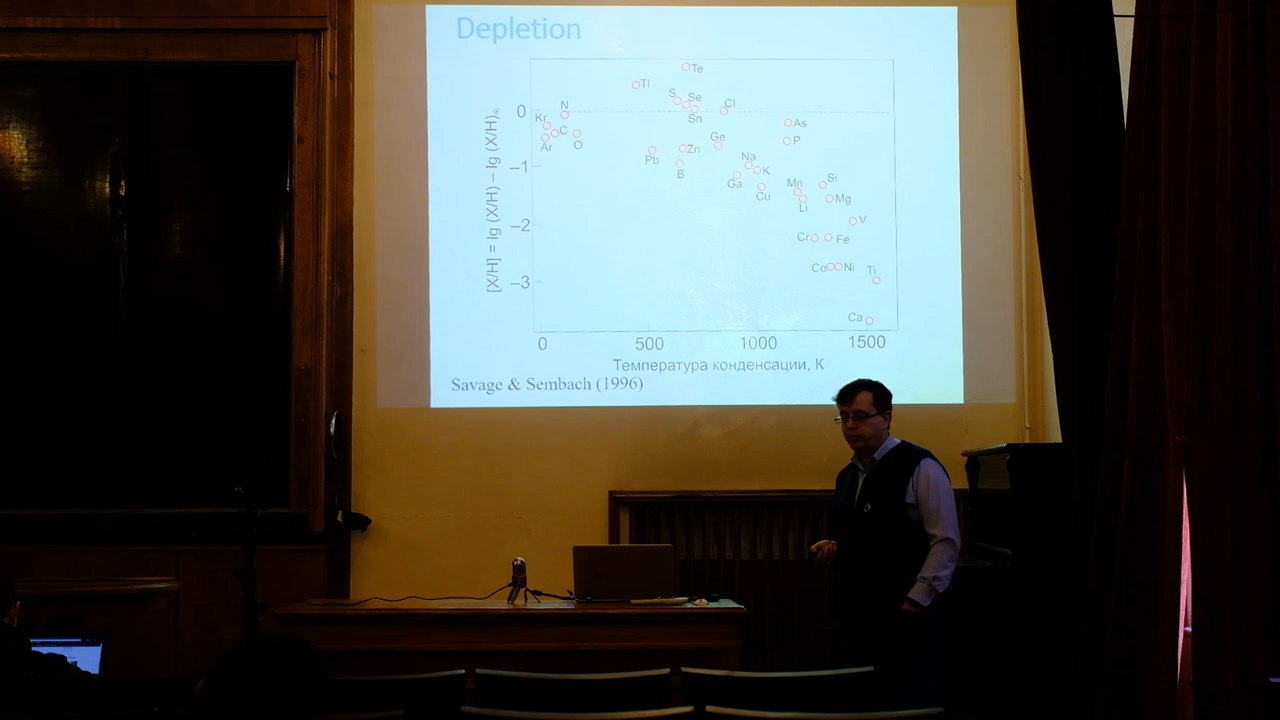 Depletion
[X/H] = lg (X/H) − lg (X/H)⊙
0
−1
−2
−3
Te
Tl
S
Se
Sn
Cl
N
Kr
C
Ar
O
As
P
Ge
Pb
Zn
B
Na
K
Ga
Cu
Mn
Li
Si
Mg
V
Cr
Fe
Co
Ni
Ti
Ca
0 500 1000 1500
Температура конденсации, К
Savage & Sembach (1996)